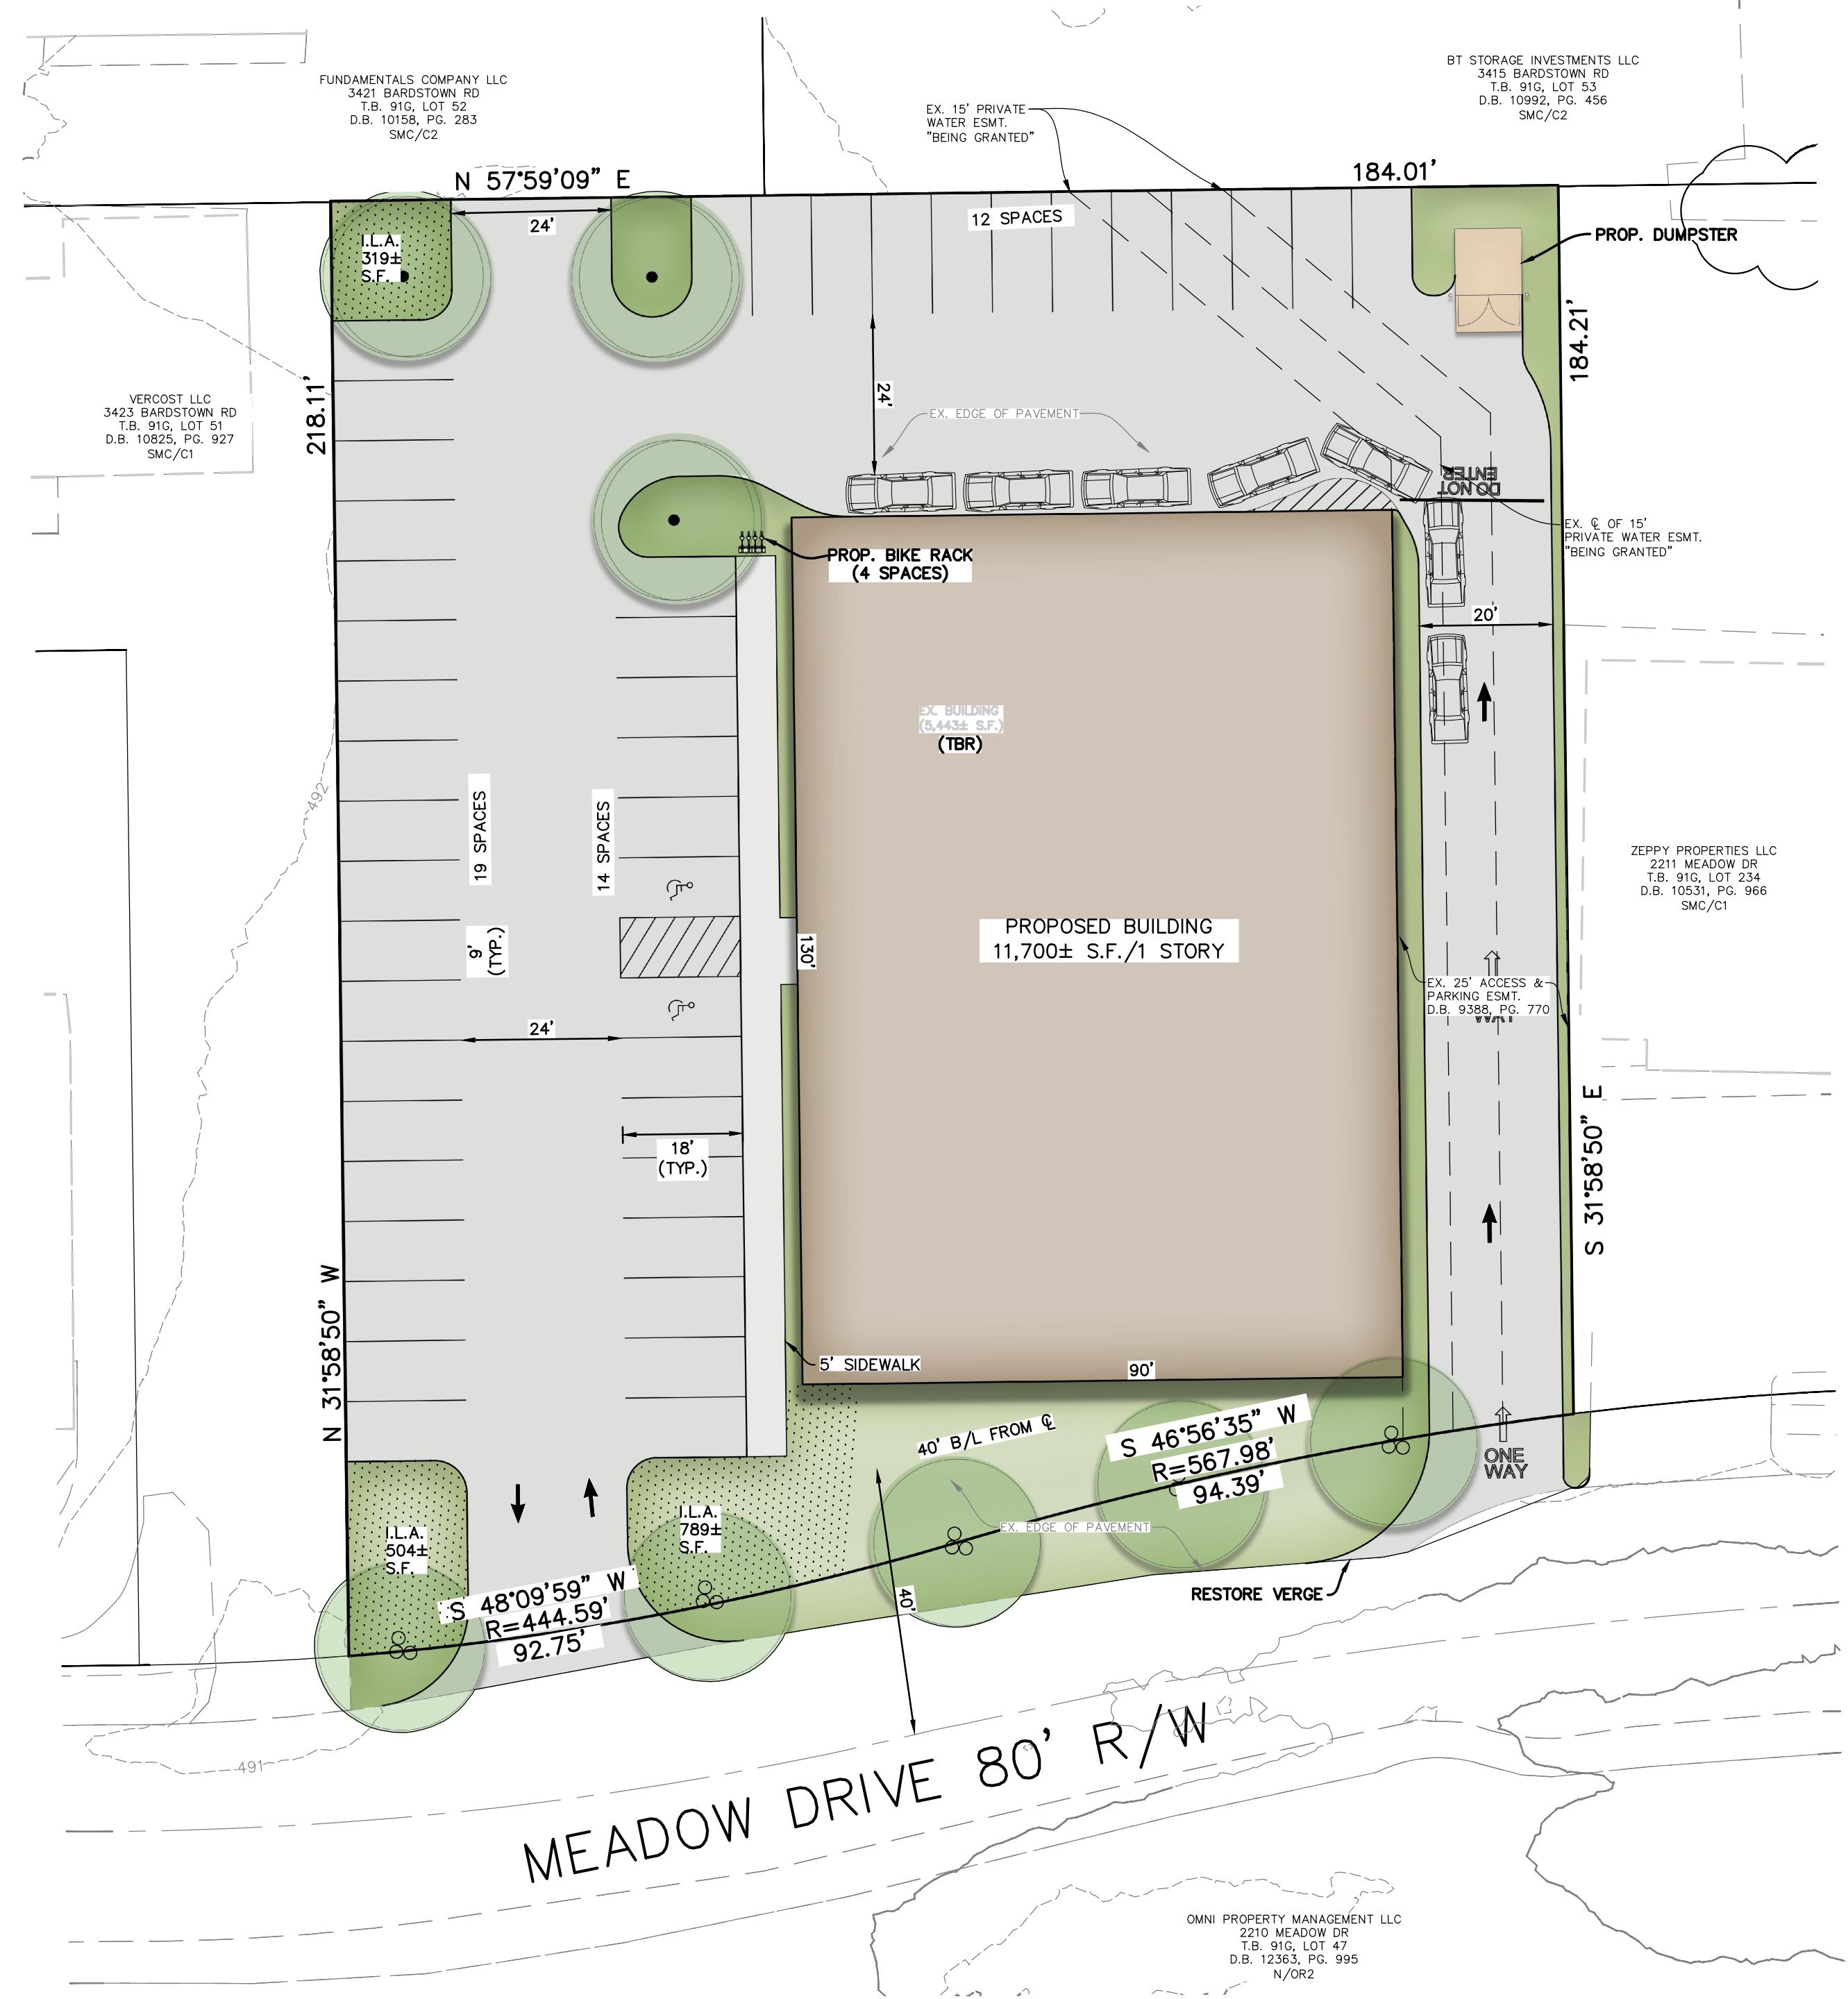 FUNDAMENTALS COMPANY LLC
3421 BARDSTOWN RD
T.B. 91G, LOT 52
D.B. 10158, PG. 283
SMC/C2
BT STORAGE INVESTMENTS LLC
3415 BARDSTOWN RD
T.B. 91G, LOT 53
D.B. 10992, PG. 456
SMC/C2
EX. 15' PRIVATE
WATER ESMT.
"BEING GRANTED"
N 57°59'09" E
184.01'
24'
12 SPACES
I.L.A.
319±
S.F.
PROP. DUMPSTER
184.21'
218.11'
VERCOST LLC
3423 BARDSTOWN RD
T.B. 91G, LOT 51
D.B. 10825, PG. 927
SMC/C1
24'
EX. EDGE OF PAVEMENT
DO NOT
ENTER
EX. ℄ OF 15'
PRIVATE WATER ESMT.
"BEING GRANTED"
PROP. BIKE RACK
(4 SPACES)
20'
EX. BUILDING
(5,443± S.F.)
(TBR)
492
19 SPACES
14 SPACES
ZEPPY PROPERTIES LLC
2211 MEADOW DR
T.B. 91G, LOT 234
D.B. 10531, PG. 966
SMC/C1
9'
(TYP.)
130'
PROPOSED BUILDING
11,700± S.F./1 STORY
EX. 25' ACCESS &
PARKING ESMT.
D.B. 9388, PG. 770
WAY
24'
18'
(TYP.)
S 31°58'50" E
N 31°58'50" W
5' SIDEWALK
90'
40' B/L FROM ℄
S 46°56'35" W
R=567.98'
94.39'
ONE
WAY
I.L.A.
789±
S.F.
I.L.A.
504±
S.F.
EX. EDGE OF PAVEMENT
S 48°09'59" W
R=444.59'
92.75'
40'
RESTORE VERGE
491
MEADOW DRIVE 80' R/W
OMNI PROPERTY MANAGEMENT LLC
2210 MEADOW DR
T.B. 91G, LOT 47
D.B. 12363, PG. 995
N/OR2